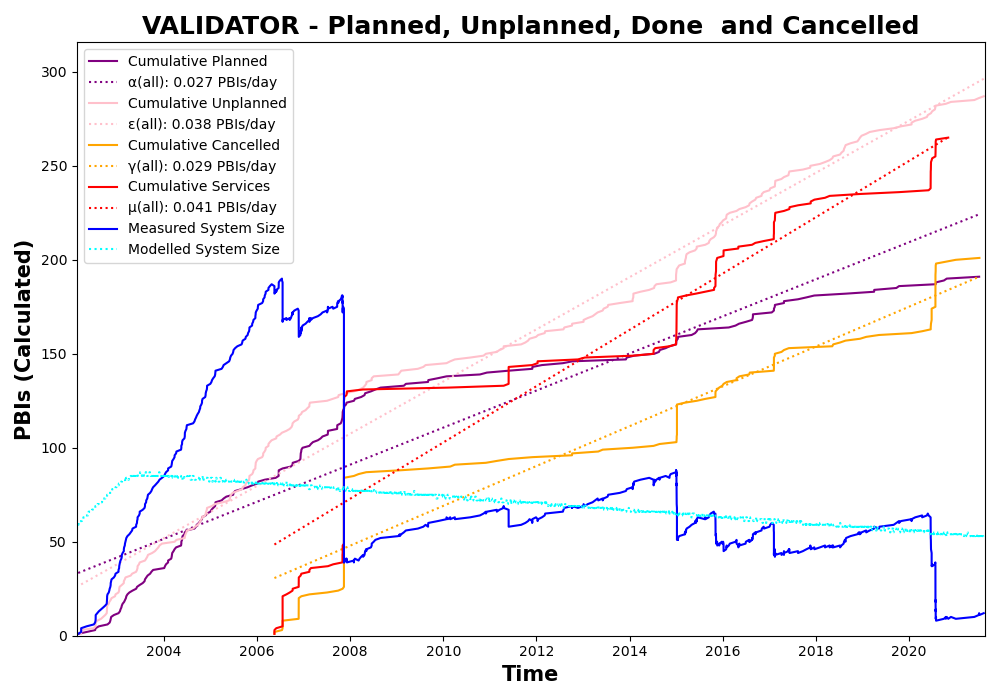 VALIDATOR - Planned, Unplanned, Done  and Cancelled
Cumulative Planned
α(all): 0.027 PBIs/day
Cumulative Unplanned
ε(all): 0.038 PBIs/day
Cumulative Cancelled
γ(all): 0.029 PBIs/day
Cumulative Services
μ(all): 0.041 PBIs/day
Measured System Size
Modelled System Size
PBIs (Calculated)
300
250
200
150
100
50
0
2004 2006 2008 2010 2012 2014 2016 2018 2020
Time